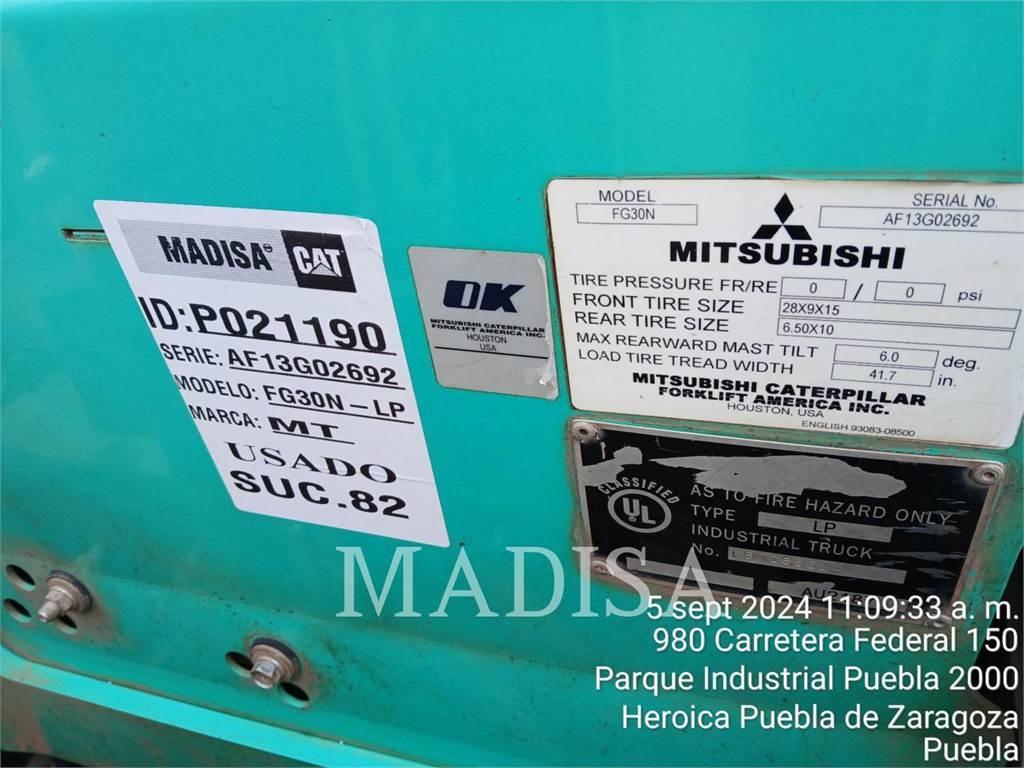 MADISA CAT
ID:P021190
SERIE: AF13G02692
MODELO: FG30N-LP
MARCA: MT
USADO
SUC.82
OK
MITSUBISHI CATERPILLAR
FORKLIFT AMERICA INC.
HOUSTON
USA
MODEL
FG30N
SERIAL No.
AF13G02692
MITSUBISHI
TIRE PRESSURE FR/RE 0 / 0 psi
FRONT TIRE SIZE 28X9X15
REAR TIRE SIZE 6.50X10
MAX REARWARD MAST TILT 6.0 deg.
LOAD TIRE TREAD WIDTH 41.7 in.
MITSUBISHI CATERPILLAR
FORKLIFT AMERICA INC.
HOUSTON, USA
ENGLISH 93083-08500
CLASSIFIED
UL
AS TO FIRE HAZARD ONLY
TYPE LP
INDUSTRIAL TRUCK
No.
MADISA
5 sept 2024 11:09:33 a. m.
980 Carretera Federal 150
Parque Industrial Puebla 2000
Heroica Puebla de Zaragoza
Puebla